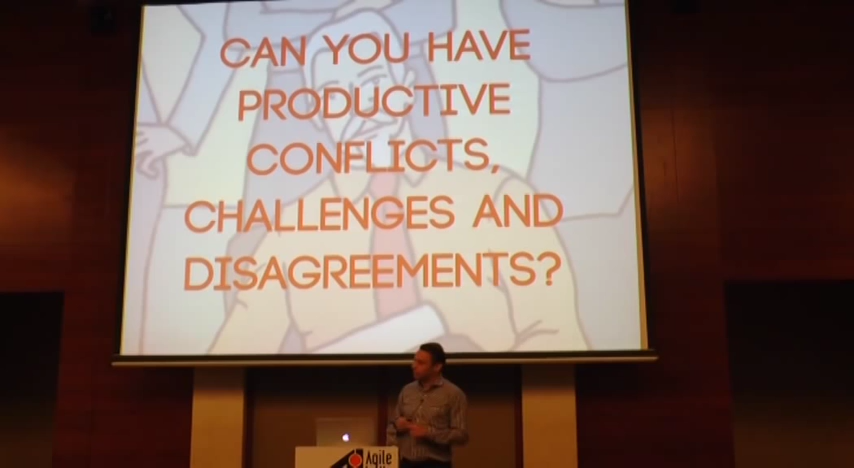 CAN YOU HAVE
PRODUCTIVE
CONFLICTS,
CHALLENGES AND
DISAGREEMENTS?
Agile